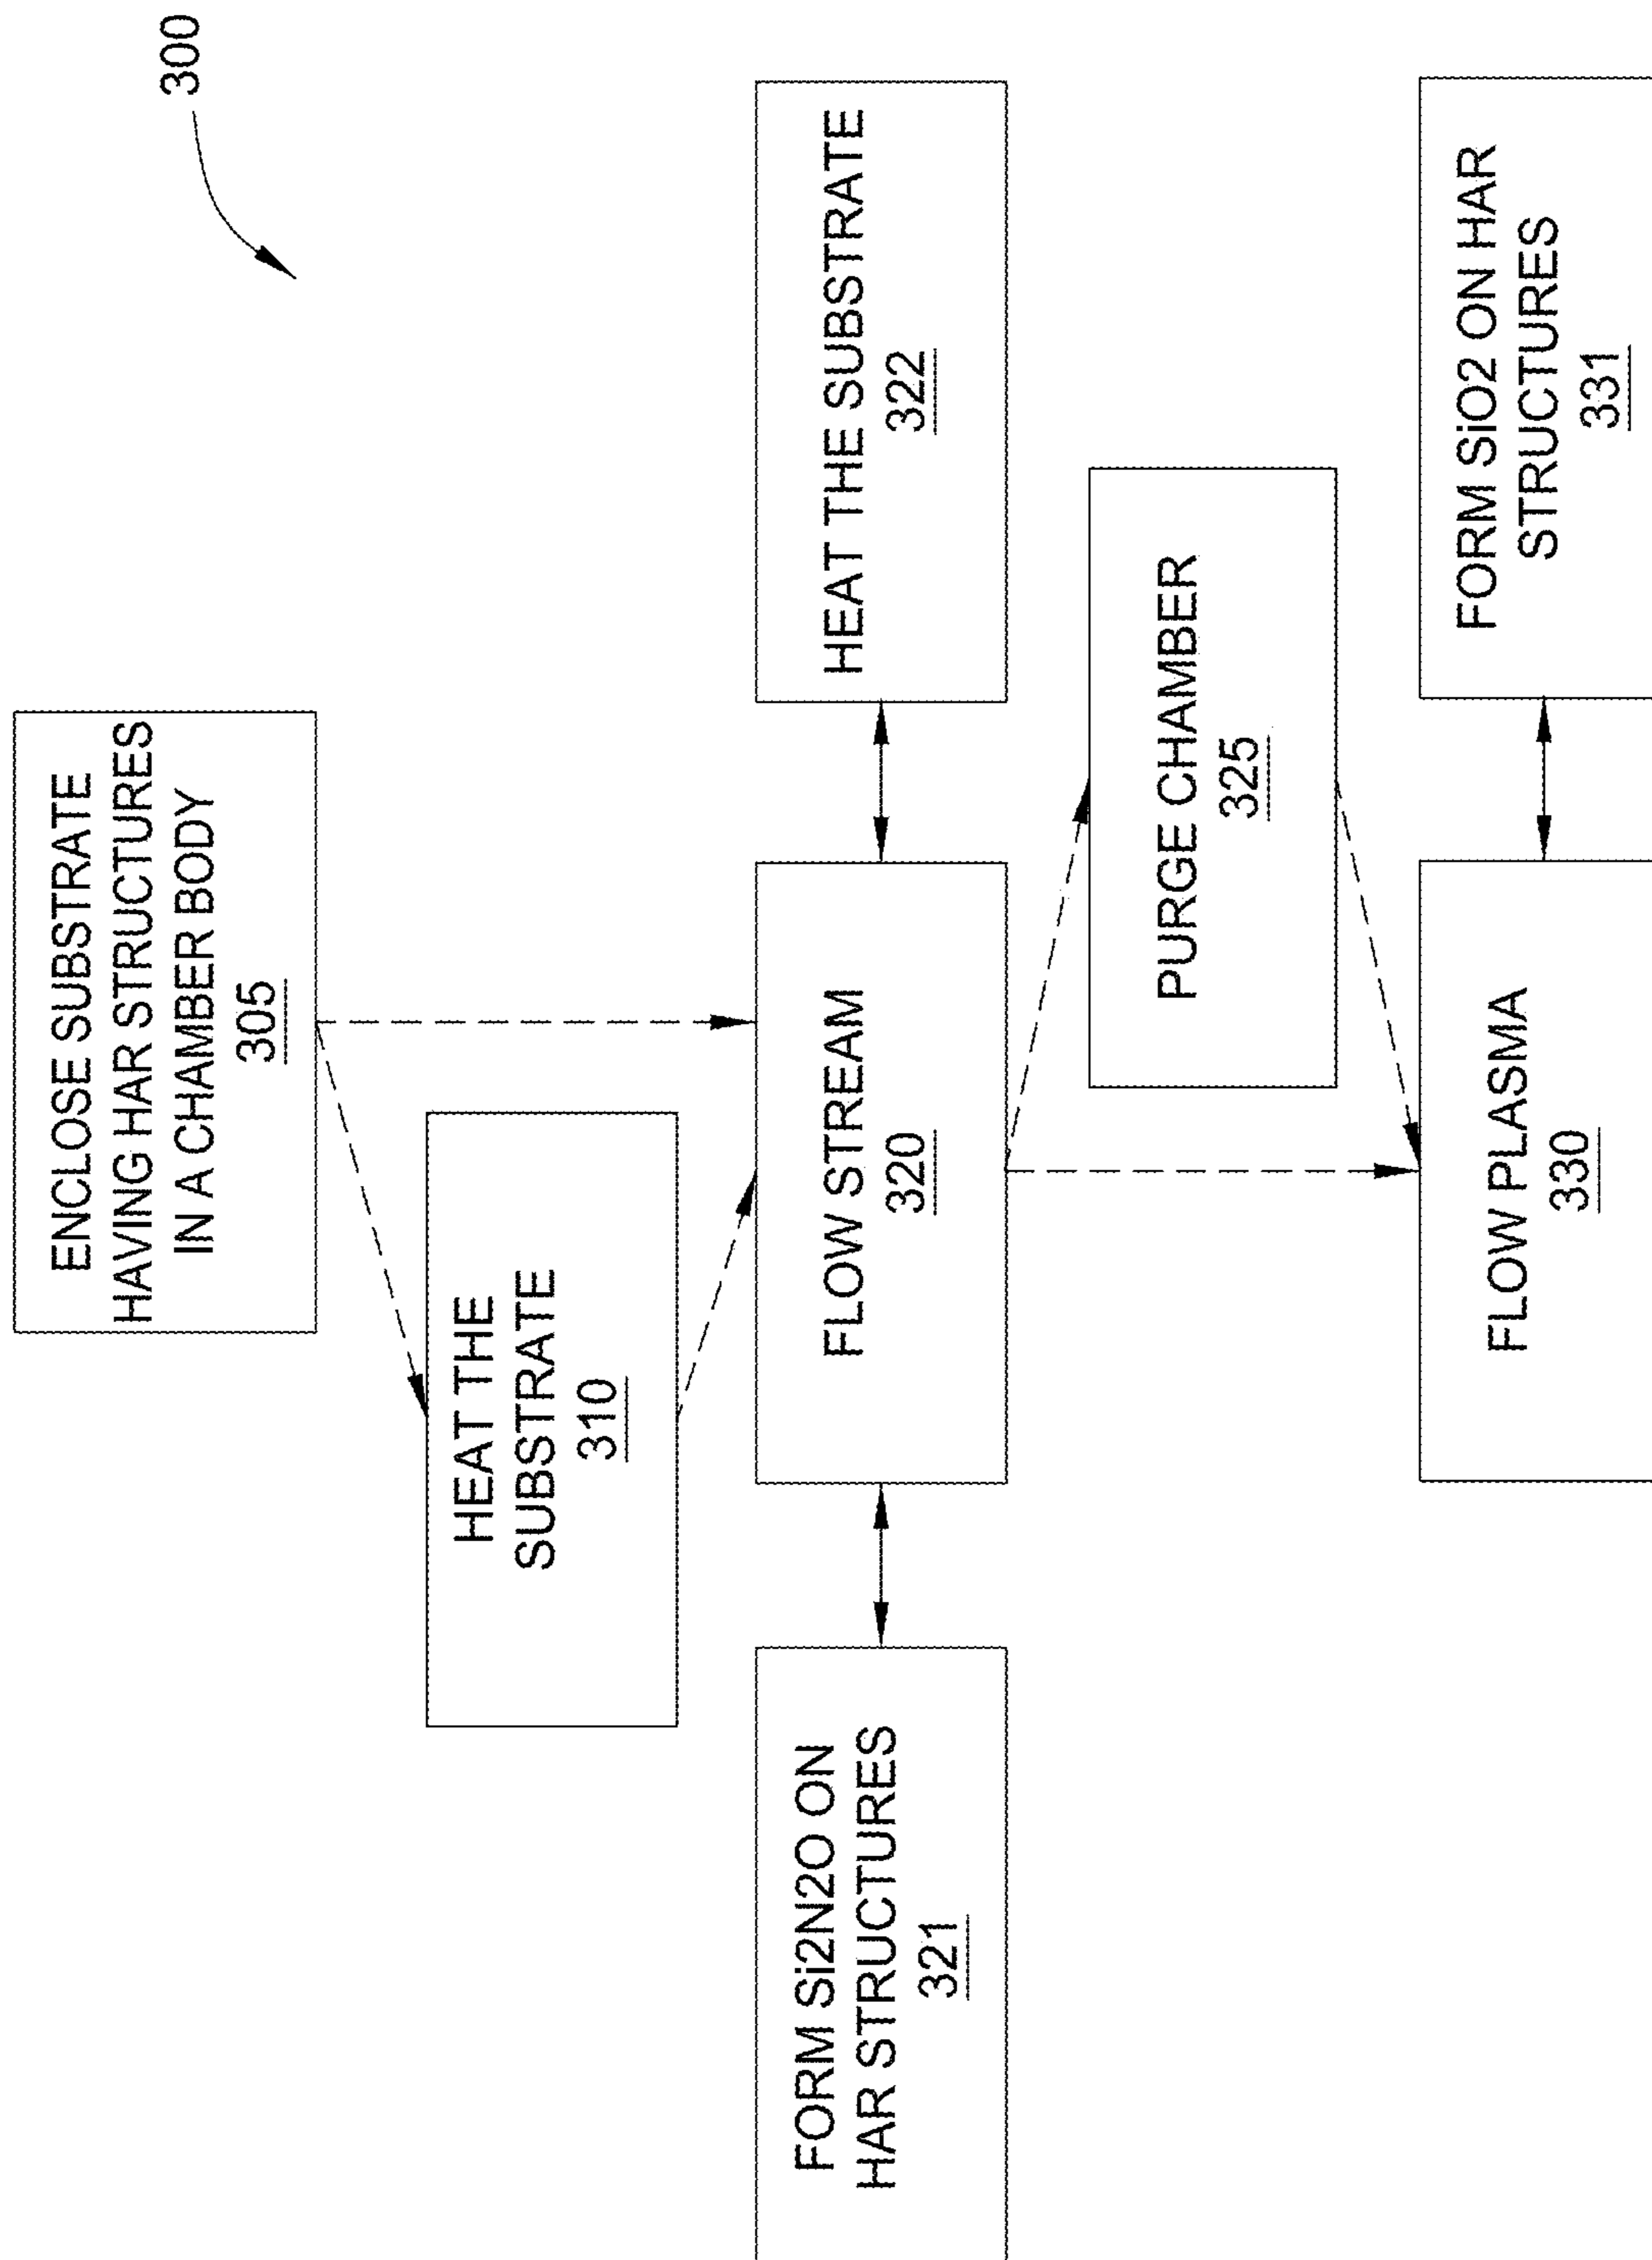 300
ENCLOSE SUBSTRATE
HAVING HAR STRUCTURES
IN A CHAMBER BODY
305
HEAT THE
SUBSTRATE
310
FORM Si2N2O ON
HAR STRUCTURES
321
FLOW STREAM
320
HEAT THE SUBSTRATE
322
PURGE CHAMBER
325
FLOW PLASMA
330
FORM SiO2 ON HAR
STRUCTURES
331